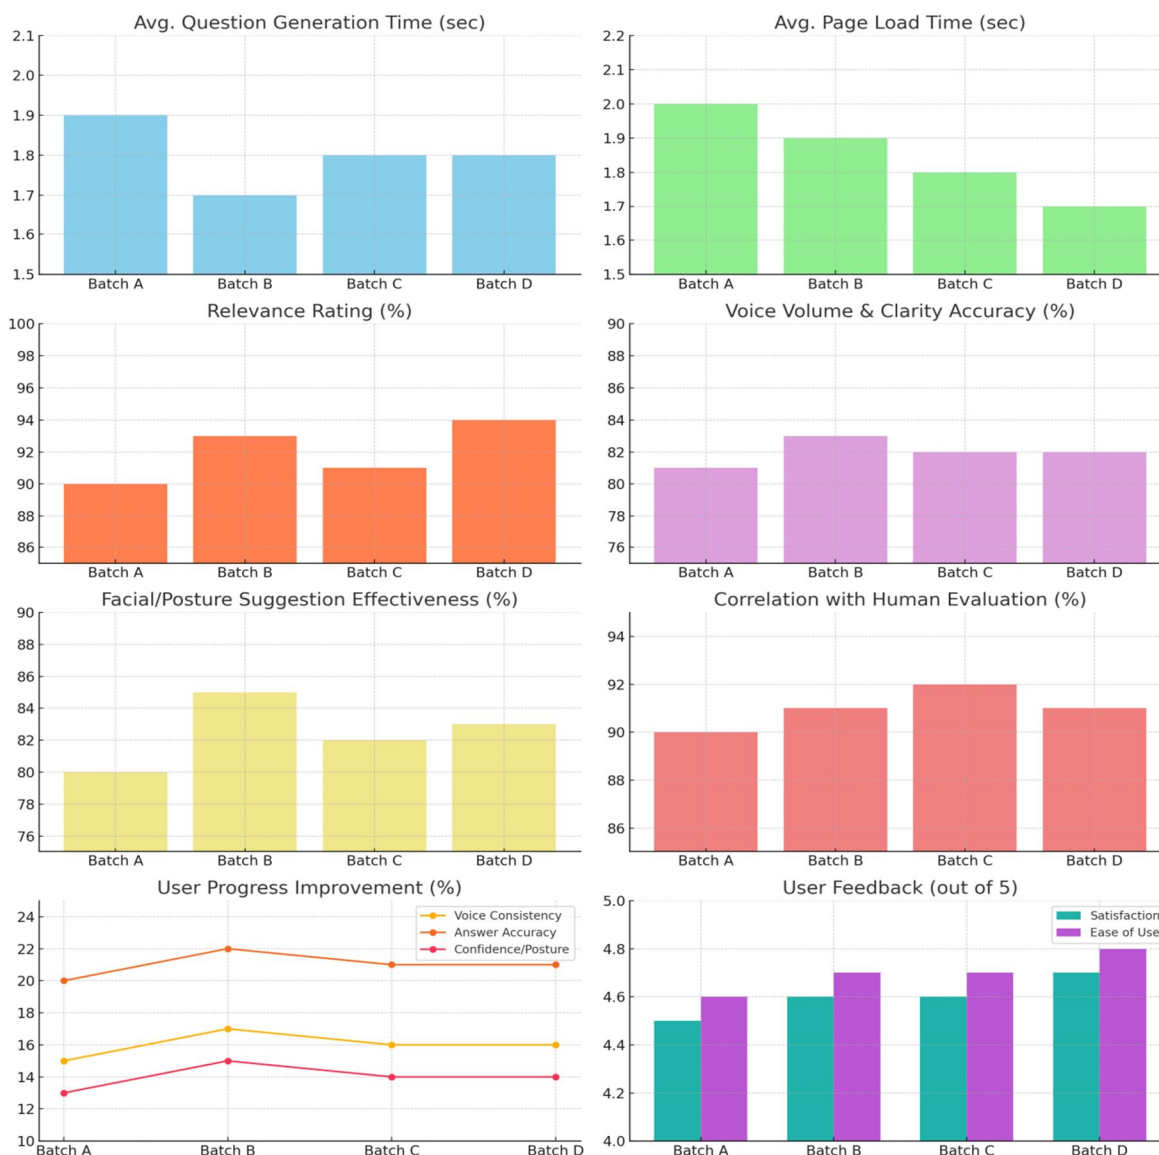 Avg. Question Generation Time (sec)
2.1
2.0
1.9
1.8
1.7
1.6
1.5
Batch A Batch B Batch C Batch D
Avg. Page Load Time (sec)
2.2
2.1
2.0
1.9
1.8
1.7
1.6
1.5
Batch A Batch B Batch C Batch D
Relevance Rating (%)
100
98
96
94
92
90
88
86
Batch A Batch B Batch C Batch D
Voice Volume & Clarity Accuracy (%)
90
88
86
84
82
80
78
76
Batch A Batch B Batch C Batch D
Facial/Posture Suggestion Effectiveness (%)
90
88
86
84
82
80
78
76
Batch A Batch B Batch C Batch D
Correlation with Human Evaluation (%)
94
92
90
88
86
Batch A Batch B Batch C Batch D
User Progress Improvement (%)
24
22
20
18
16
14
12
10
Voice Consistency
Answer Accuracy
Confidence/Posture
Batch A Batch B Batch C Batch D
User Feedback (out of 5)
5.0
4.8
4.6
4.4
4.2
4.0
Satisfaction
Ease of Use
Batch A Batch B Batch C Batch D